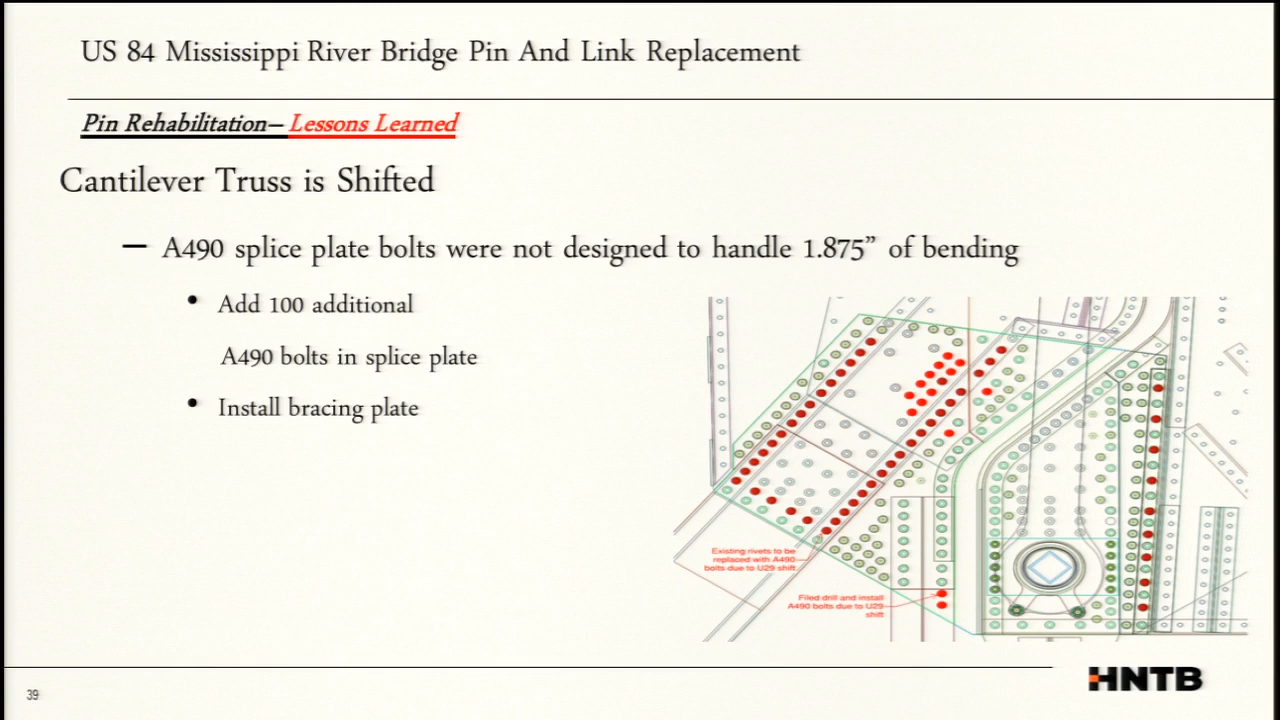 US 84 Mississippi River Bridge Pin And Link Replacement
Pin Rehabilitation– Lessons Learned
Cantilever Truss is Shifted
– A490 splice plate bolts were not designed to handle 1.875” of bending
• Add 100 additional
A490 bolts in splice plate
• Install bracing plate
Existing rivets to be
replaced with A490
bolts due to U29 shift
Filed drill and install
A490 bolts due to U29
shift
39
HNTB